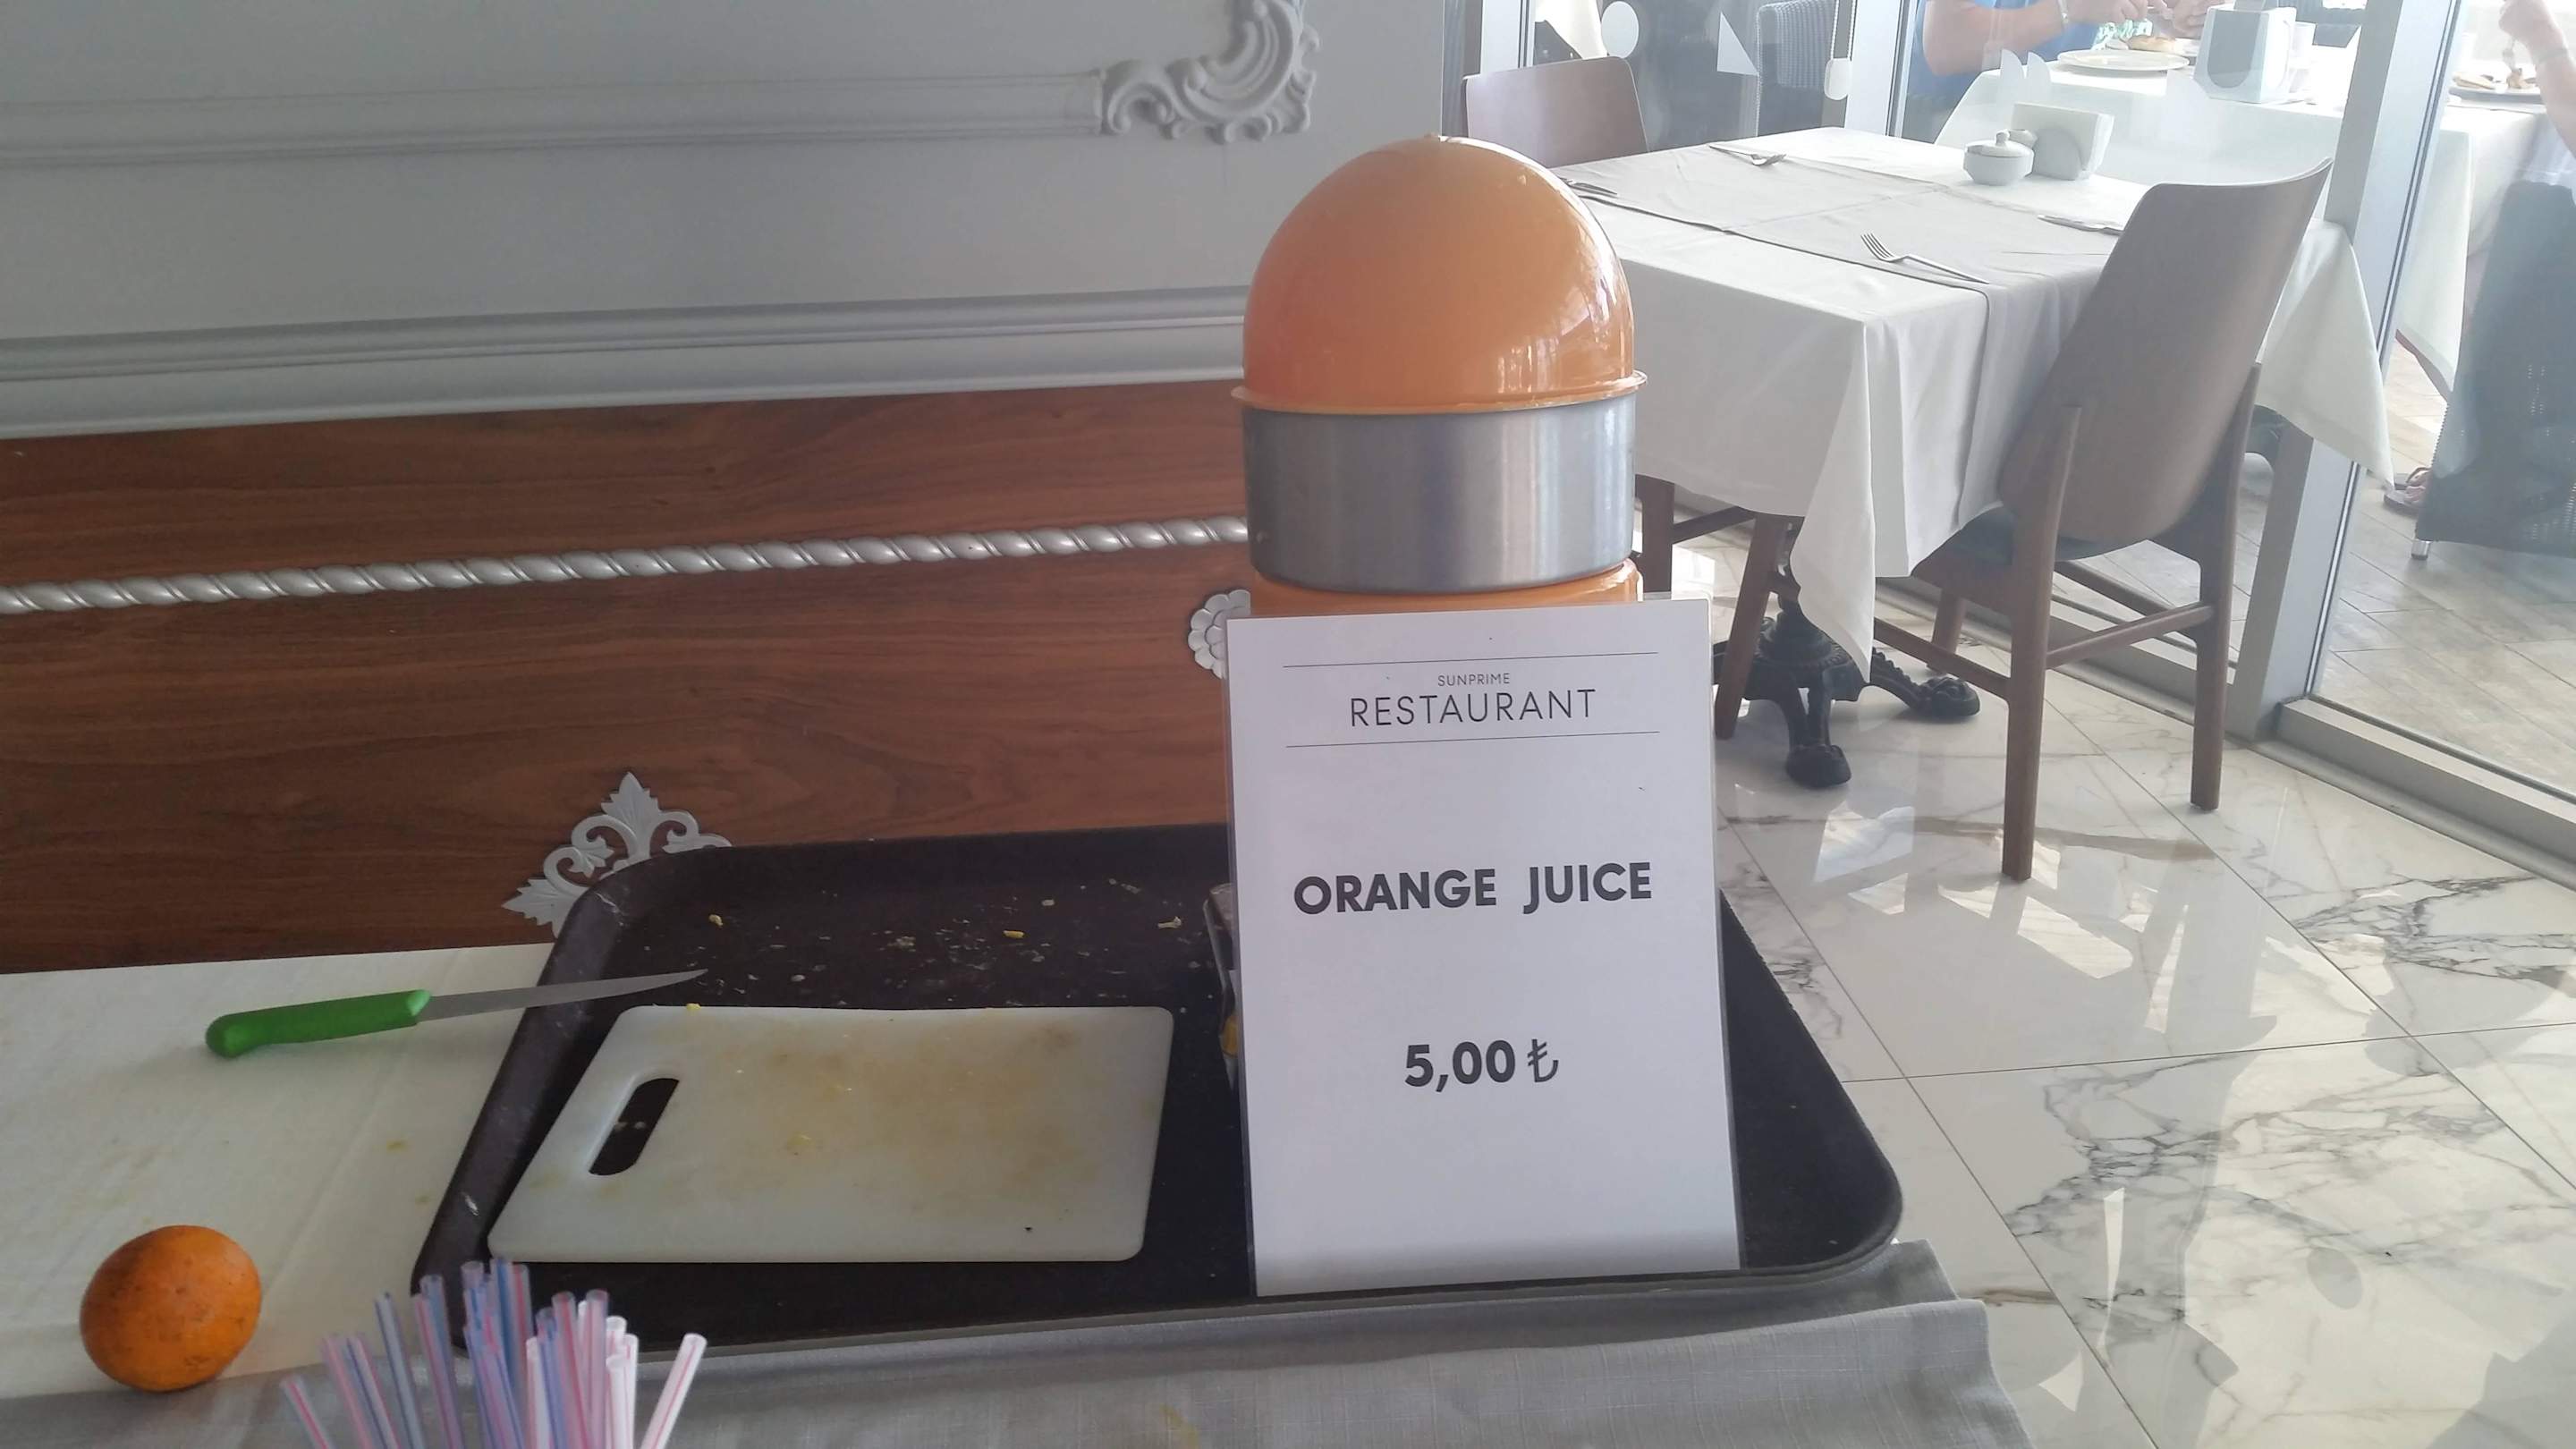 SUNPRIME
RESTAURANT
ORANGE JUICE
5,00 ₺